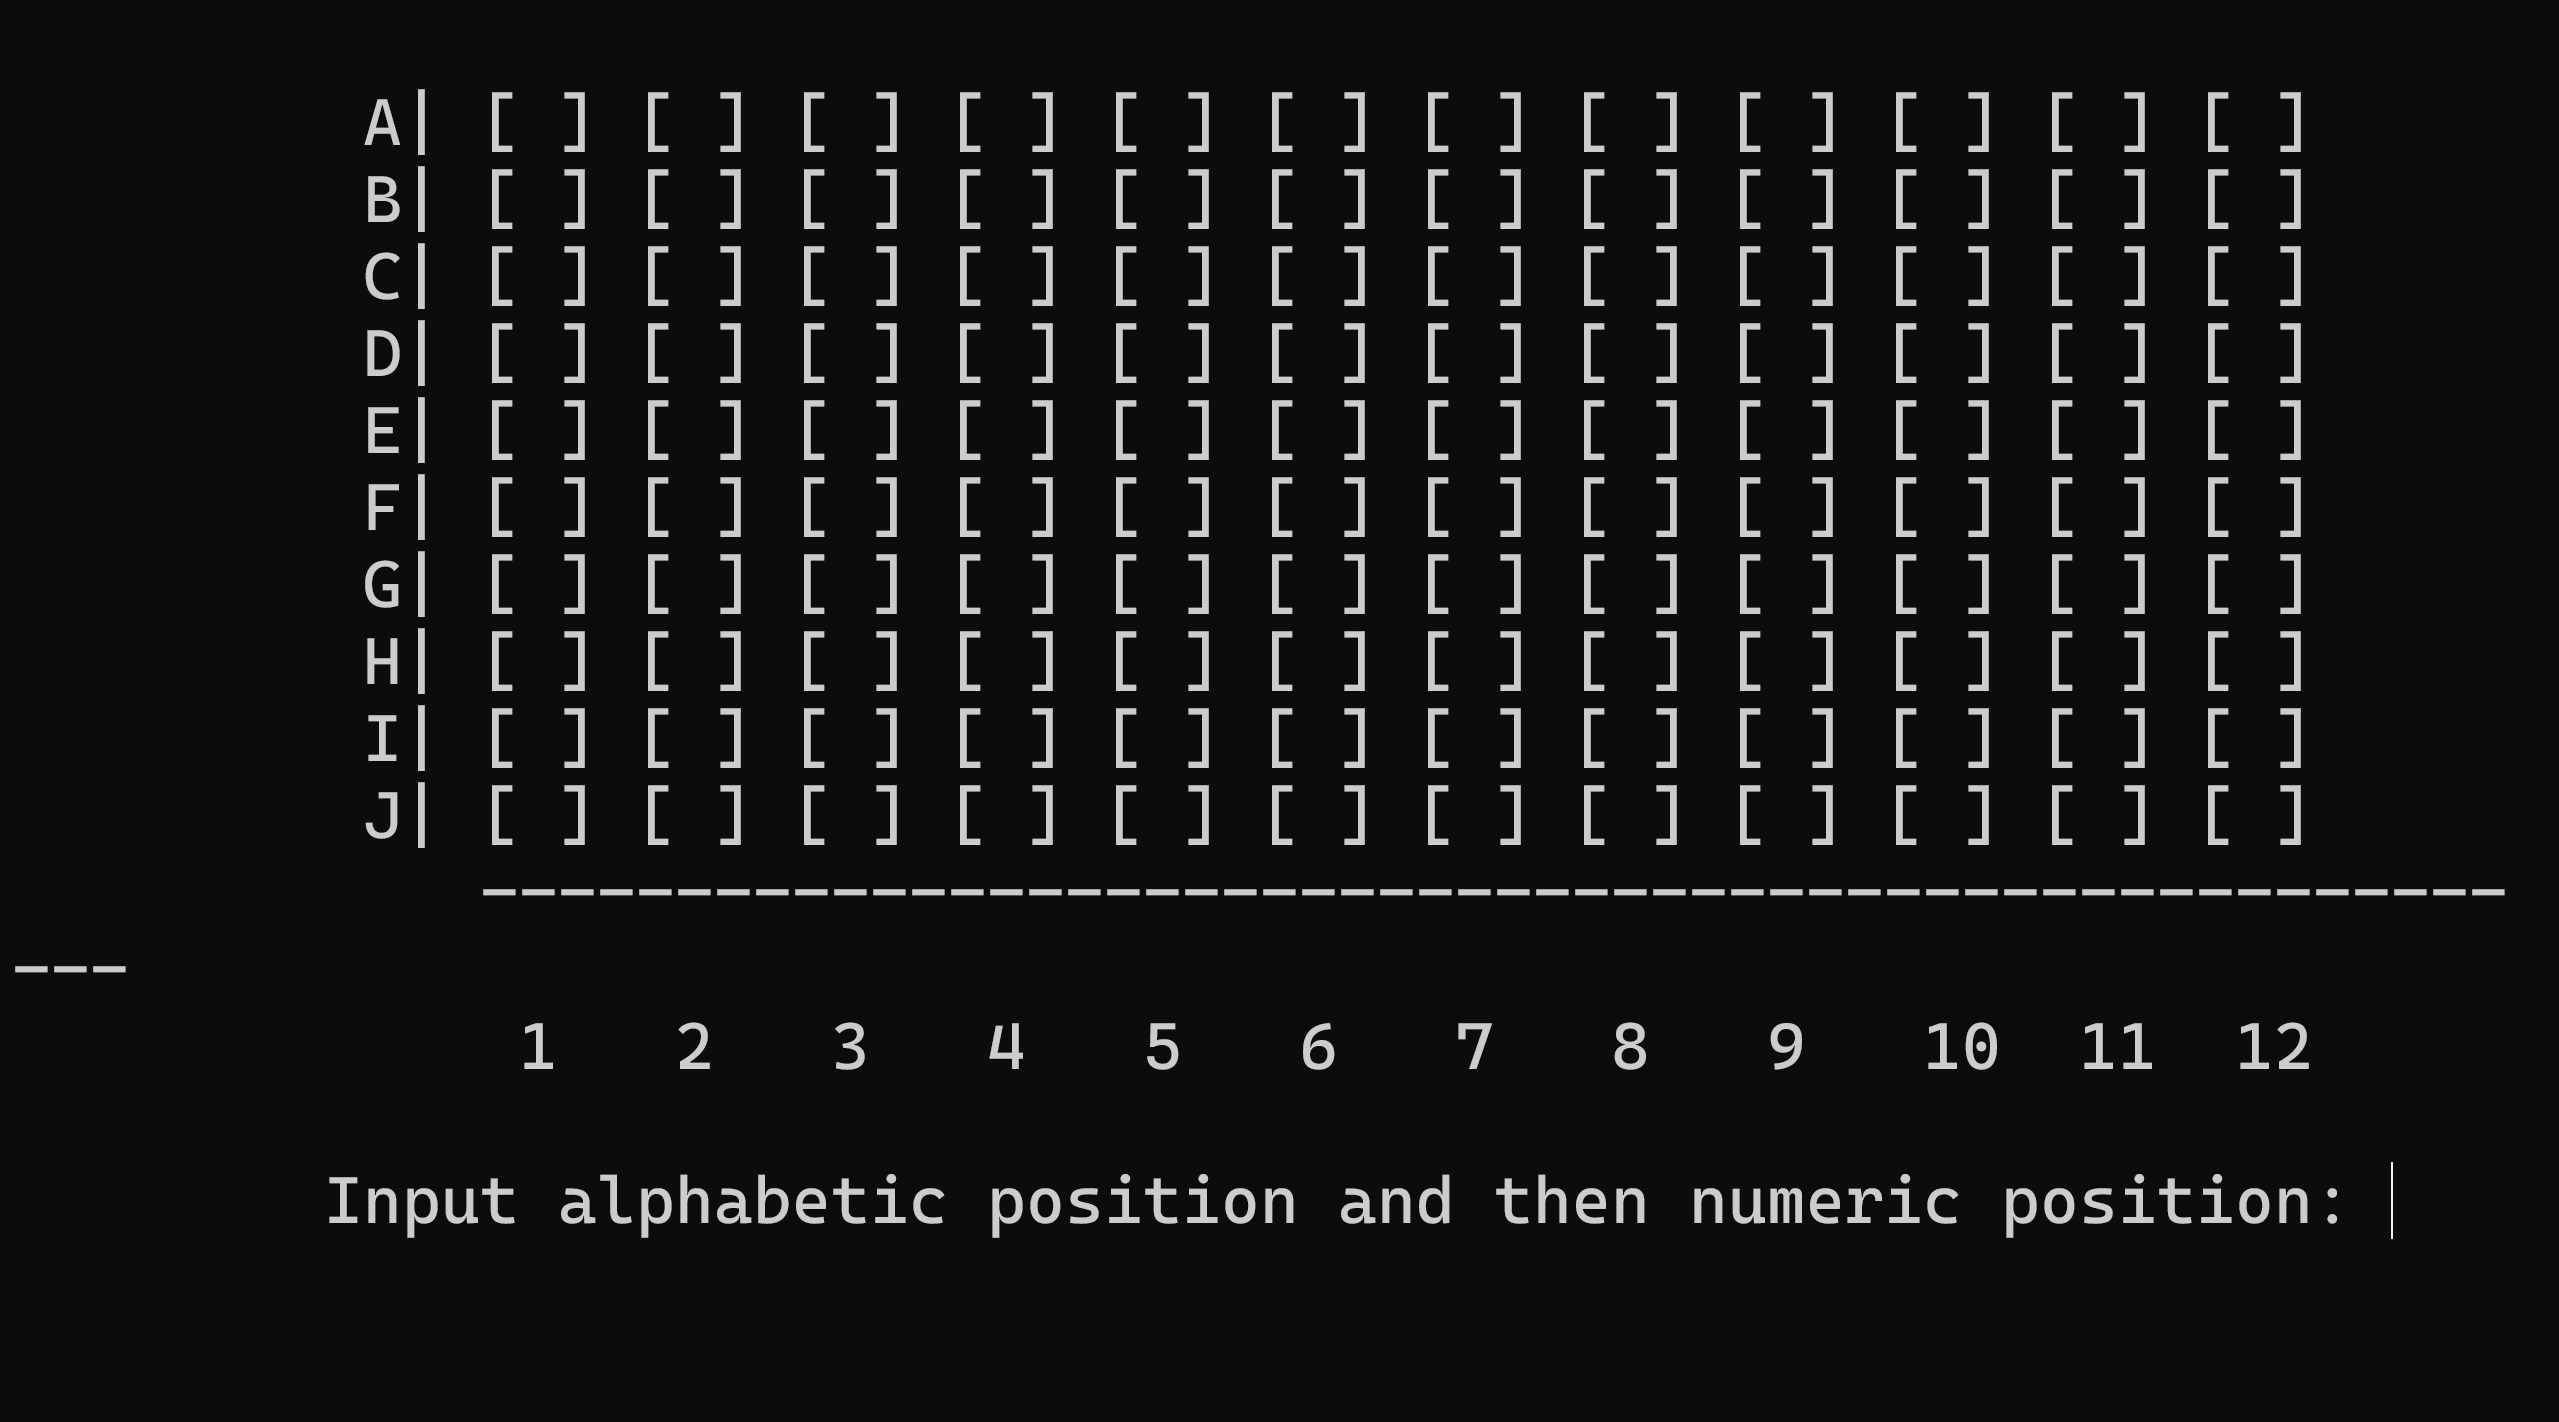 A| [ ] [ ] [ ] [ ] [ ] [ ] [ ] [ ] [ ] [ ] [ ] [ ]
B| [ ] [ ] [ ] [ ] [ ] [ ] [ ] [ ] [ ] [ ] [ ] [ ]
C| [ ] [ ] [ ] [ ] [ ] [ ] [ ] [ ] [ ] [ ] [ ] [ ]
D| [ ] [ ] [ ] [ ] [ ] [ ] [ ] [ ] [ ] [ ] [ ] [ ]
E| [ ] [ ] [ ] [ ] [ ] [ ] [ ] [ ] [ ] [ ] [ ] [ ]
F| [ ] [ ] [ ] [ ] [ ] [ ] [ ] [ ] [ ] [ ] [ ] [ ]
G| [ ] [ ] [ ] [ ] [ ] [ ] [ ] [ ] [ ] [ ] [ ] [ ]
H| [ ] [ ] [ ] [ ] [ ] [ ] [ ] [ ] [ ] [ ] [ ] [ ]
I| [ ] [ ] [ ] [ ] [ ] [ ] [ ] [ ] [ ] [ ] [ ] [ ]
J| [ ] [ ] [ ] [ ] [ ] [ ] [ ] [ ] [ ] [ ] [ ] [ ]
----------------------------------------------------
---
1 2 3 4 5 6 7 8 9 10 11 12
Input alphabetic position and then numeric position: